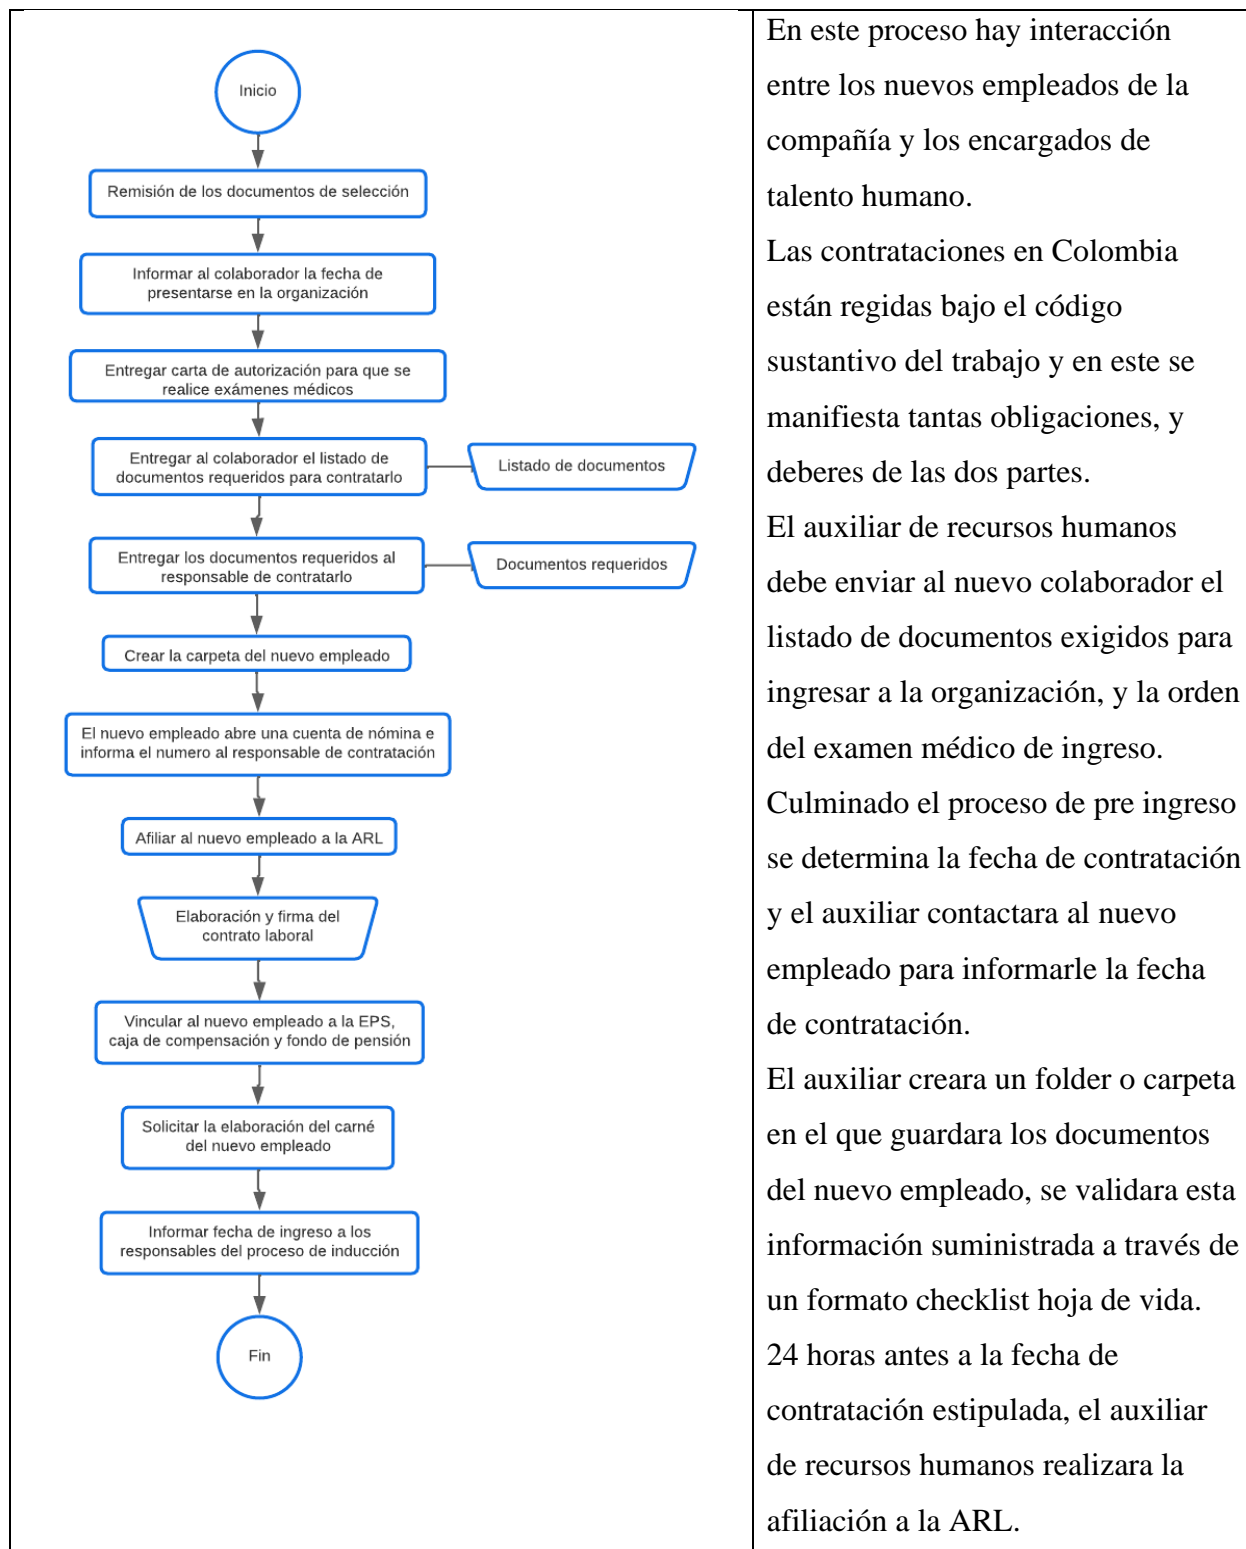 Inicio
Remisión de los documentos de selección
Informar al colaborador la fecha de
presentarse en la organización
Entregar carta de autorización para que se
realice exámenes médicos
Entregar al colaborador el listado de
documentos requeridos para contratarlo
Listado de documentos
Entregar los documentos requeridos al
responsable de contratarlo
Documentos requeridos
Crear la carpeta del nuevo empleado
El nuevo empleado abre una cuenta de nómina e
informa el numero al responsable de contratación
Afiliar al nuevo empleado a la ARL
Elaboración y firma del
contrato laboral
Vincular al nuevo empleado a la EPS,
caja de compensación y fondo de pensión
Solicitar la elaboración del carné
del nuevo empleado
Informar fecha de ingreso a los
responsables del proceso de inducción
Fin
En este proceso hay interacción
entre los nuevos empleados de la
compañía y los encargados de
talento humano.
Las contrataciones en Colombia
están regidas bajo el código
sustantivo del trabajo y en este se
manifiesta tantas obligaciones, y
deberes de las dos partes.
El auxiliar de recursos humanos
debe enviar al nuevo colaborador el
listado de documentos exigidos para
ingresar a la organización, y la orden
del examen médico de ingreso.
Culminado el proceso de pre ingreso
se determina la fecha de contratación
y el auxiliar contactara al nuevo
empleado para informarle la fecha
de contratación.
El auxiliar creara un folder o carpeta
en el que guardara los documentos
del nuevo empleado, se validara esta
información suministrada a través de
un formato checklist hoja de vida.
24 horas antes a la fecha de
contratación estipulada, el auxiliar
de recursos humanos realizara la
afiliación a la ARL.